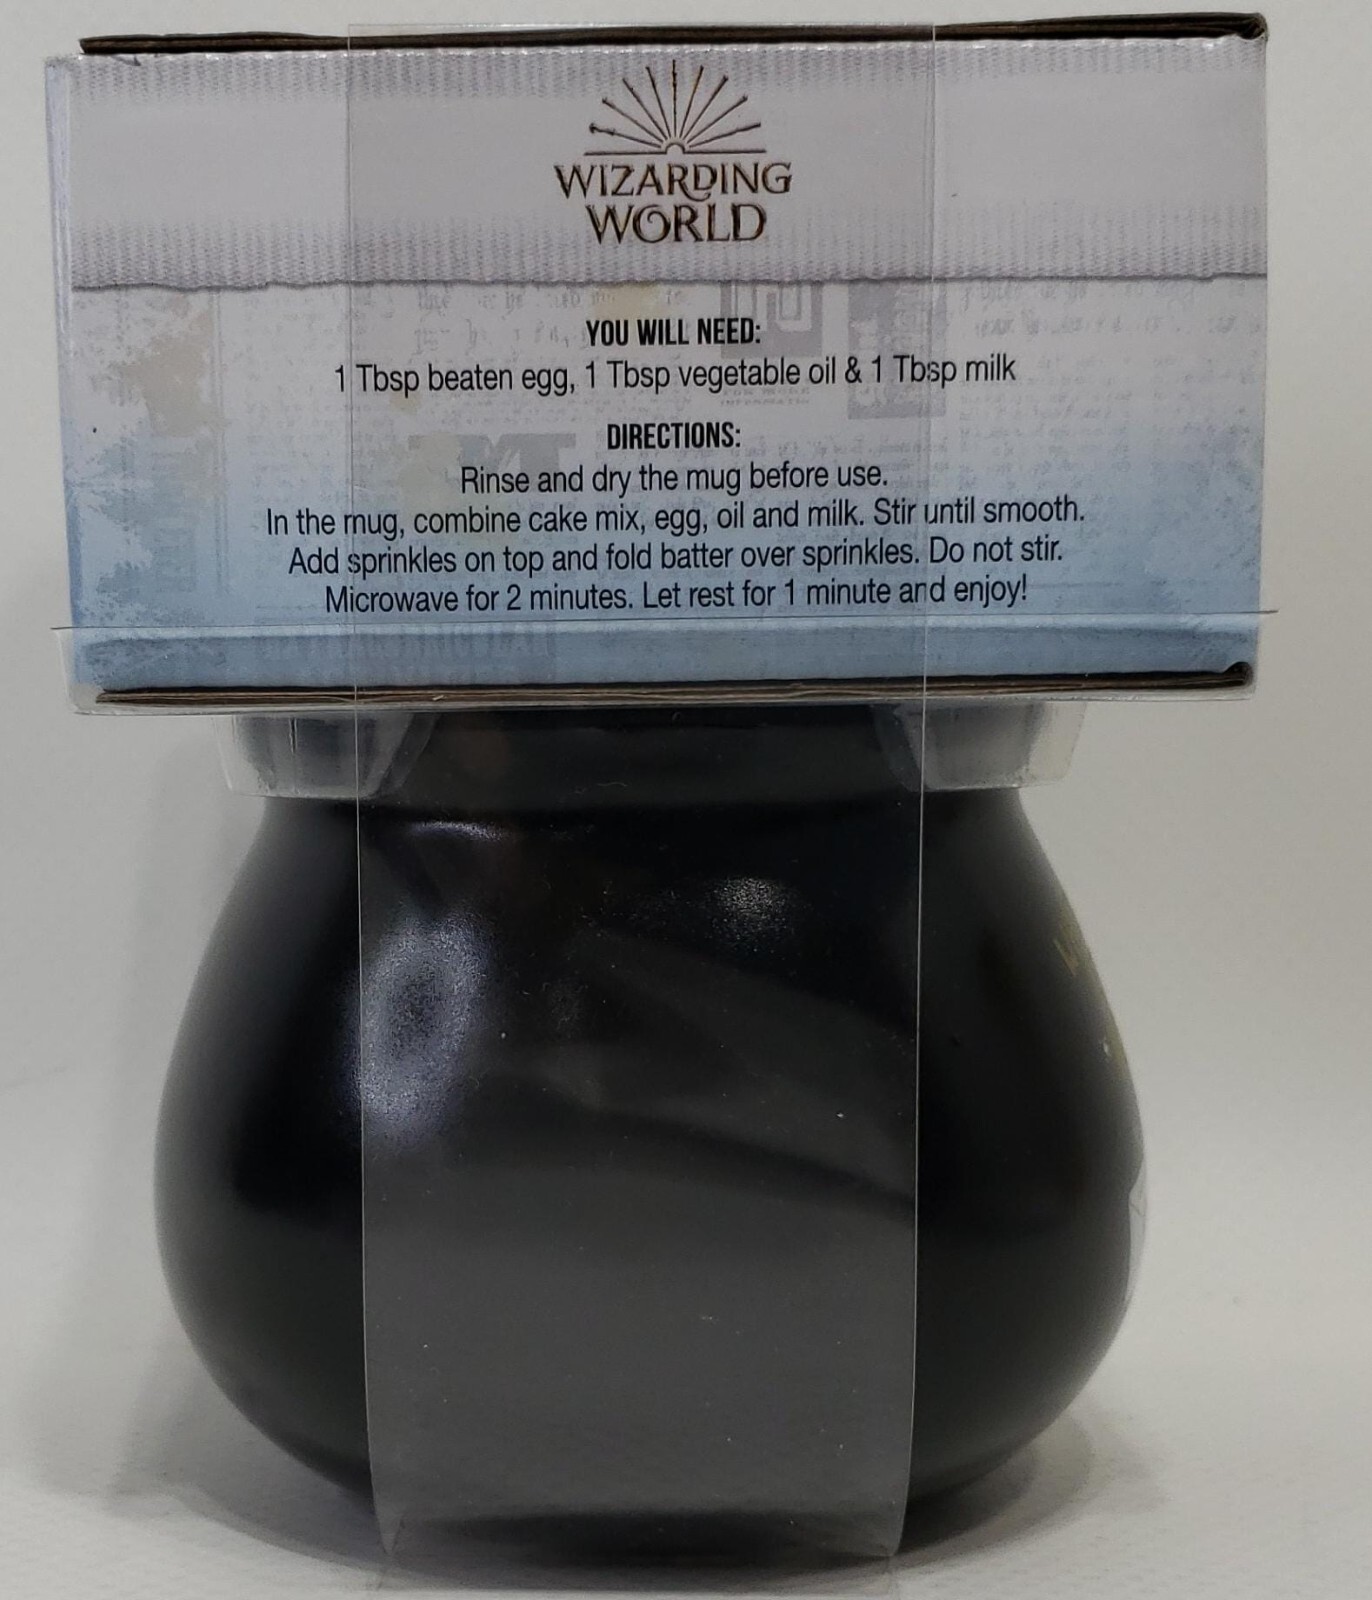 WIZARDING
WORLD
YOU WILL NEED:
1 Tbsp beaten egg, 1 Tbsp vegetable oil & 1 Tbsp milk
DIRECTIONS:
Rinse and dry the mug before use.
In the mug, combine cake mix, egg, oil and milk. Stir until smooth.
Add sprinkles on top and fold batter over sprinkles. Do not stir.
Microwave for 2 minutes. Let rest for 1 minute and enjoy!